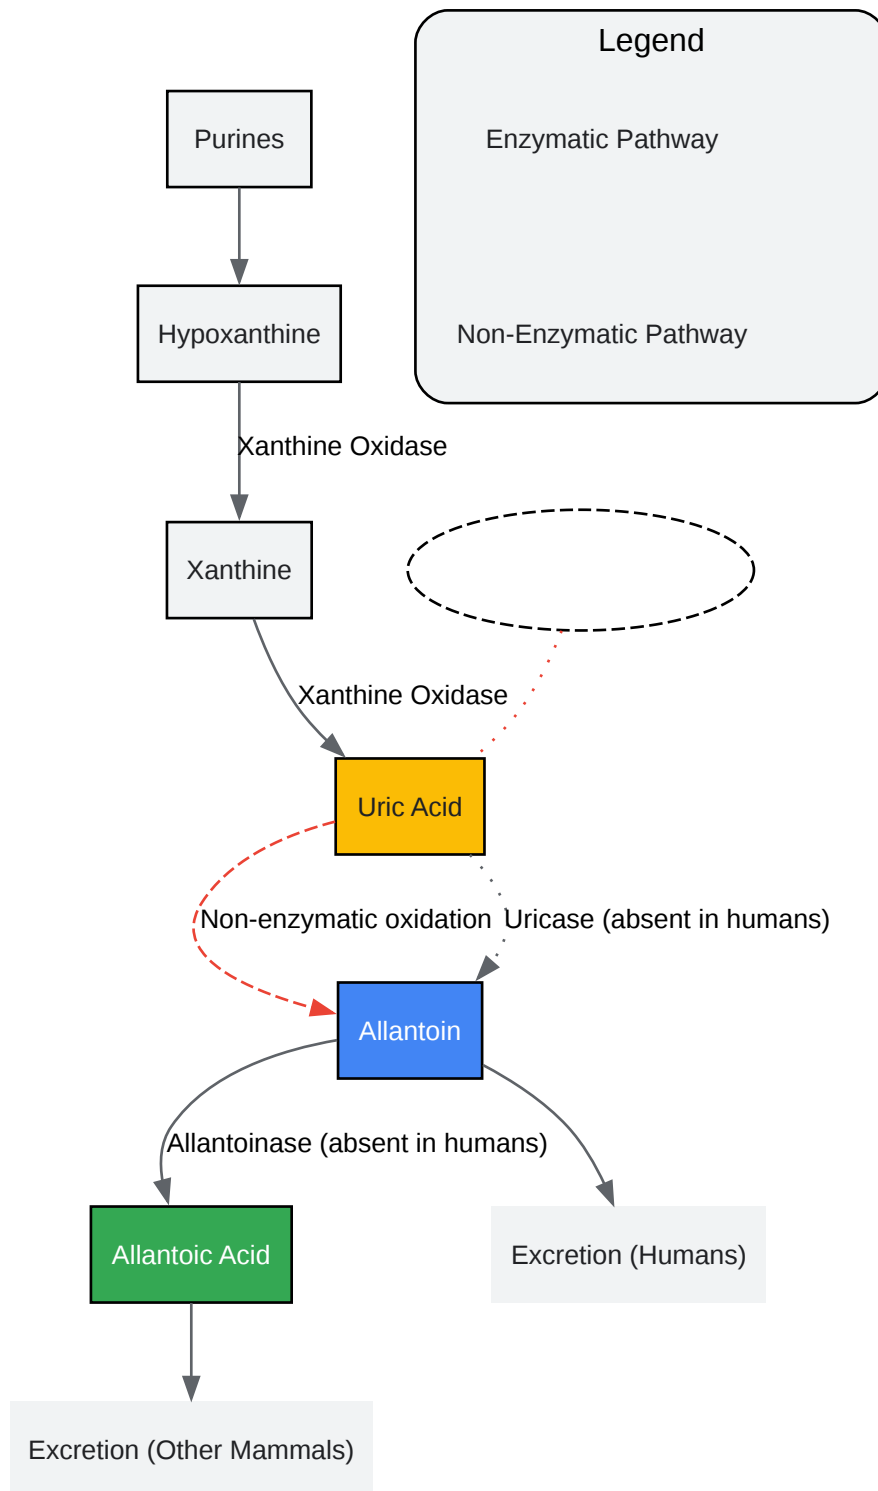 Legend
Purines
Enzymatic Pathway
Hypoxanthine
Non-Enzymatic Pathway
Xanthine Oxidase
Xanthine
Xanthine Oxidase
Uric Acid
Non-enzymatic oxidation
Uricase (absent in humans)
Allantoin
Allantoinase (absent in humans)
Allantoic Acid
Excretion (Humans)
Excretion (Other Mammals)